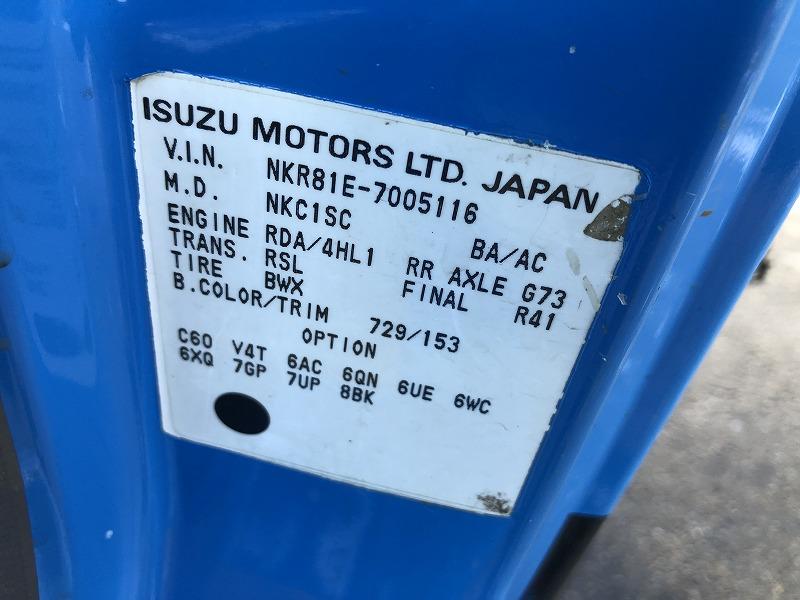 ISUZU MOTORS LTD. JAPAN
V.I.N. NKR81E-7005116
M.D. NKC1SC BA/AC
ENGINE RDA/4HL1 RR AXLE G73
TRANS. RSL FINAL R41
TIRE BWX
B.COLOR/TRIM 729/153
OPTION
C60 V4T 6AC 6QN 6UE 6WC
6XQ 7GP 7UP 8BK